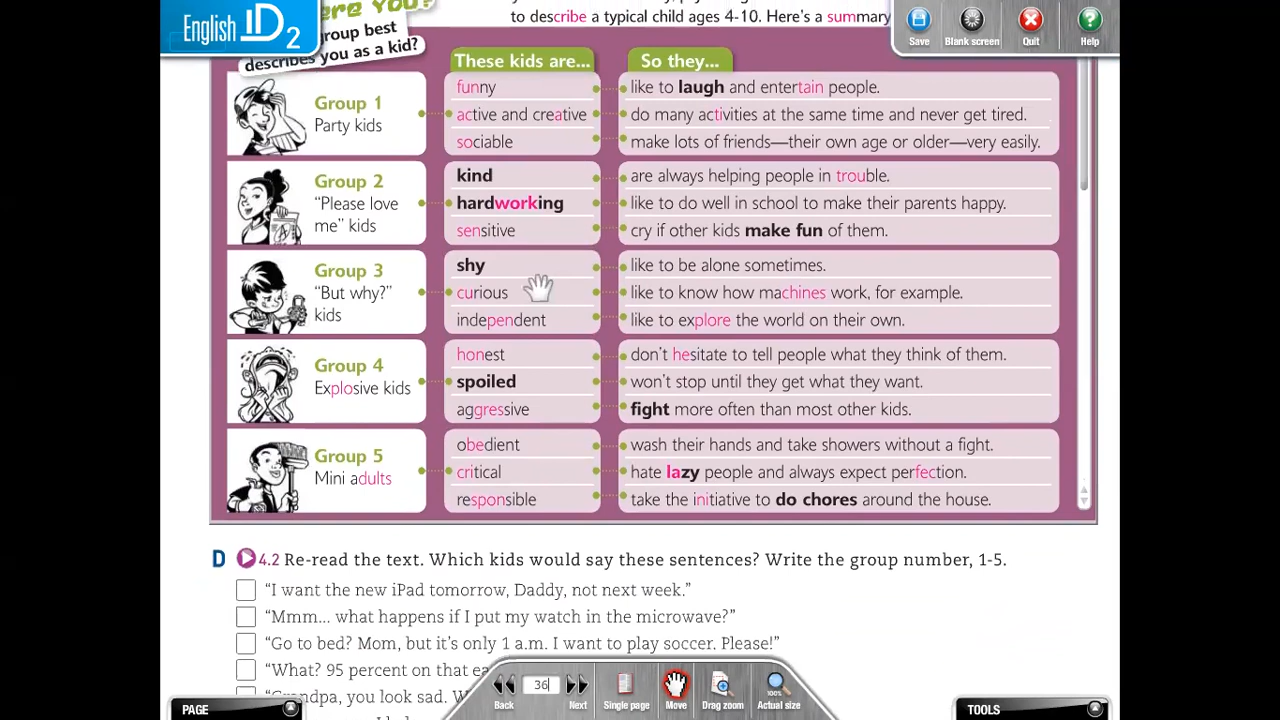 English ID 2
ere You?
group best
describes you as a kid?
to describe a typical child ages 4-10. Here's a summary
Save
Blank screen
Quit
Help
These kids are...
So they...
Group 1
Party kids
funny
like to laugh and entertain people.
active and creative
do many activities at the same time and never get tired.
sociable
make lots of friends—their own age or older—very easily.
Group 2
"Please love
me" kids
kind
are always helping people in trouble.
hardworking
like to do well in school to make their parents happy.
sensitive
cry if other kids make fun of them.
Group 3
"But why?"
kids
shy
like to be alone sometimes.
curious
like to know how machines work, for example.
independent
like to explore the world on their own.
Group 4
Explosive kids
honest
don't hesitate to tell people what they think of them.
spoiled
won't stop until they get what they want.
aggressive
fight more often than most other kids.
Group 5
Mini adults
obedient
wash their hands and take showers without a fight.
critical
hate lazy people and always expect perfection.
responsible
take the initiative to do chores around the house.
D 4.2 Re-read the text. Which kids would say these sentences? Write the group number, 1-5.
"I want the new iPad tomorrow, Daddy, not next week."
"Mmm... what happens if I put my watch in the microwave?"
"Go to bed? Mom, but it's only 1 a.m. I want to play soccer. Please!"
"What? 95 percent on that ea
"Grandpa, you look sad. W
36
Back
Next
Single page
Move
Drag zoom
100%
Actual size
PAGE
TOOLS